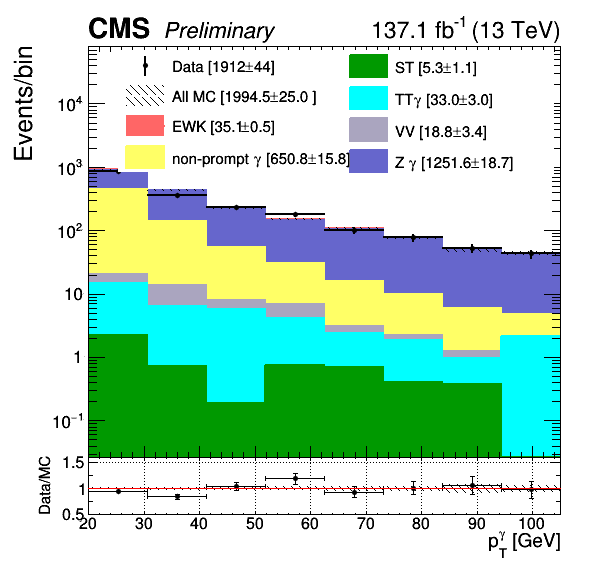 CMS Preliminary 137.1 fb⁻¹ (13 TeV)
Events/bin
Data [1912±44]
All MC [1994.5±25.0 ]
EWK [35.1±0.5]
non-prompt γ [650.8±15.8]
ST [5.3±1.1]
TTγ [33.0±3.0]
VV [18.8±3.4]
Z γ [1251.6±18.7]
10⁴
10³
10²
10
1
10⁻¹
Data/MC
1.5
1
0.5
20 30 40 50 60 70 80 90 100
p_T^γ [GeV]